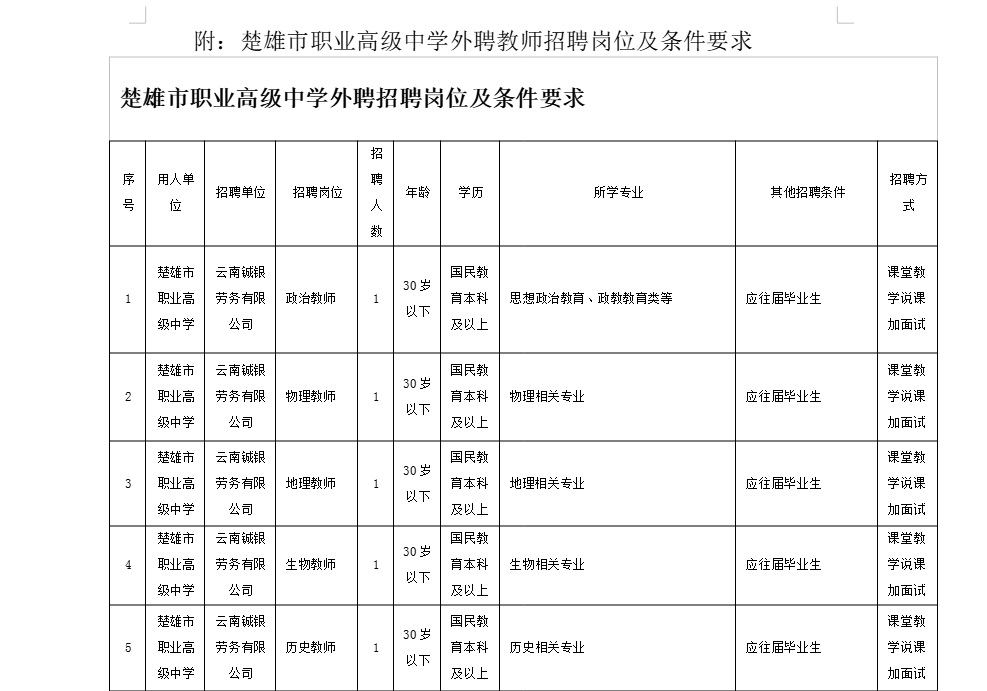 附：楚雄市职业高级中学外聘教师招聘岗位及条件要求
楚雄市职业高级中学外聘招聘岗位及条件要求
序号 用人单位 招聘单位 招聘岗位 招聘人数 年龄 学历 所学专业 其他招聘条件 招聘方式
1 楚雄市职业高级中学 云南诚银劳务有限公司 政治教师 1 30岁以下 国民教育本科及以上 思想政治教育、政教教育类等 应往届毕业生 课堂教学说课加面试
2 楚雄市职业高级中学 云南诚银劳务有限公司 物理教师 1 30岁以下 国民教育本科及以上 物理相关专业 应往届毕业生 课堂教学说课加面试
3 楚雄市职业高级中学 云南诚银劳务有限公司 地理教师 1 30岁以下 国民教育本科及以上 地理相关专业 应往届毕业生 课堂教学说课加面试
4 楚雄市职业高级中学 云南诚银劳务有限公司 生物教师 1 30岁以下 国民教育本科及以上 生物相关专业 应往届毕业生 课堂教学说课加面试
5 楚雄市职业高级中学 云南诚银劳务有限公司 历史教师 1 30岁以下 国民教育本科及以上 历史相关专业 应往届毕业生 课堂教学说课加面试